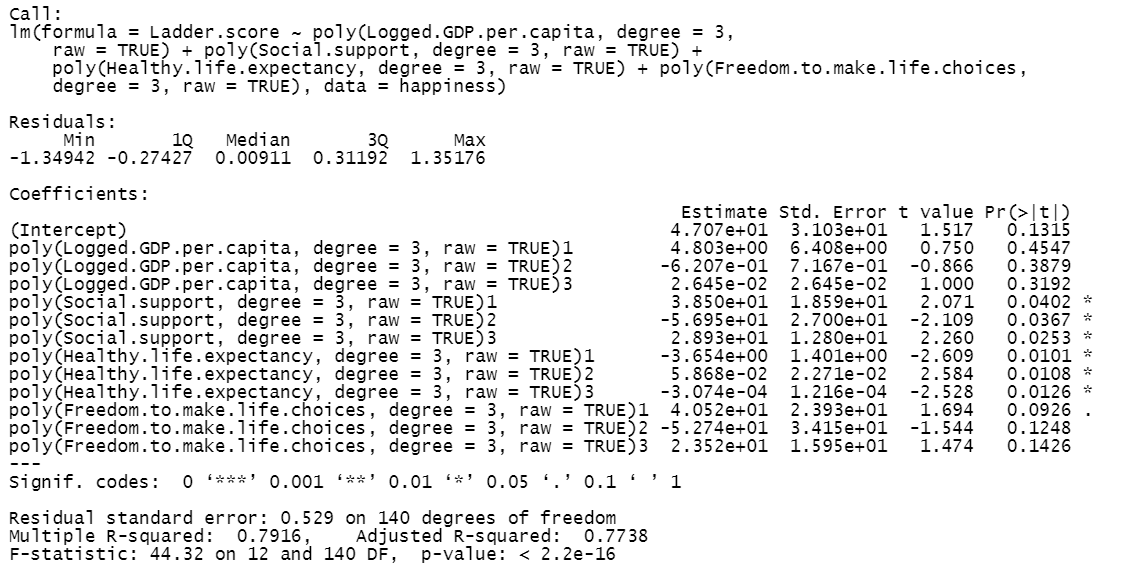 Call:
lm(formula = Ladder.score ~ poly(Logged.GDP.per.capita, degree = 3,
    raw = TRUE) + poly(Social.support, degree = 3, raw = TRUE) +
    poly(Healthy.life.expectancy, degree = 3, raw = TRUE) + poly(Freedom.to.make.life.choices,
    degree = 3, raw = TRUE), data = happiness)

Residuals:
     Min       1Q   Median       3Q      Max
-1.34942 -0.27427  0.00911  0.31192  1.35176

Coefficients:
                                                          Estimate Std. Error t value Pr(>|t|)
(Intercept)                                              4.707e+01  3.103e+01   1.517   0.1315
poly(Logged.GDP.per.capita, degree = 3, raw = TRUE)1     4.803e+00  6.408e+00   0.750   0.4547
poly(Logged.GDP.per.capita, degree = 3, raw = TRUE)2    -6.207e-01  7.167e-01  -0.866   0.3879
poly(Logged.GDP.per.capita, degree = 3, raw = TRUE)3     2.645e-02  2.645e-02   1.000   0.3192
poly(Social.support, degree = 3, raw = TRUE)1            3.850e+01  1.859e+01   2.071   0.0402 *
poly(Social.support, degree = 3, raw = TRUE)2           -5.695e+01  2.700e+01  -2.109   0.0367 *
poly(Social.support, degree = 3, raw = TRUE)3            2.893e+01  1.280e+01   2.260   0.0253 *
poly(Healthy.life.expectancy, degree = 3, raw = TRUE)1  -3.654e+00  1.401e+00  -2.609   0.0101 *
poly(Healthy.life.expectancy, degree = 3, raw = TRUE)2   5.868e-02  2.271e-02   2.584   0.0108 *
poly(Healthy.life.expectancy, degree = 3, raw = TRUE)3  -3.074e-04  1.216e-04  -2.528   0.0126 *
poly(Freedom.to.make.life.choices, degree = 3, raw = TRUE)1  4.052e+01  2.393e+01   1.694   0.0926 .
poly(Freedom.to.make.life.choices, degree = 3, raw = TRUE)2 -5.274e+01  3.415e+01  -1.544   0.1248
poly(Freedom.to.make.life.choices, degree = 3, raw = TRUE)3  2.352e+01  1.595e+01   1.474   0.1426
---
Signif. codes:  0 ‘***’ 0.001 ‘**’ 0.01 ‘*’ 0.05 ‘.’ 0.1 ‘ ’ 1

Residual standard error: 0.529 on 140 degrees of freedom
Multiple R-squared:  0.7916,    Adjusted R-squared:  0.7738
F-statistic: 44.32 on 12 and 140 DF,  p-value: < 2.2e-16